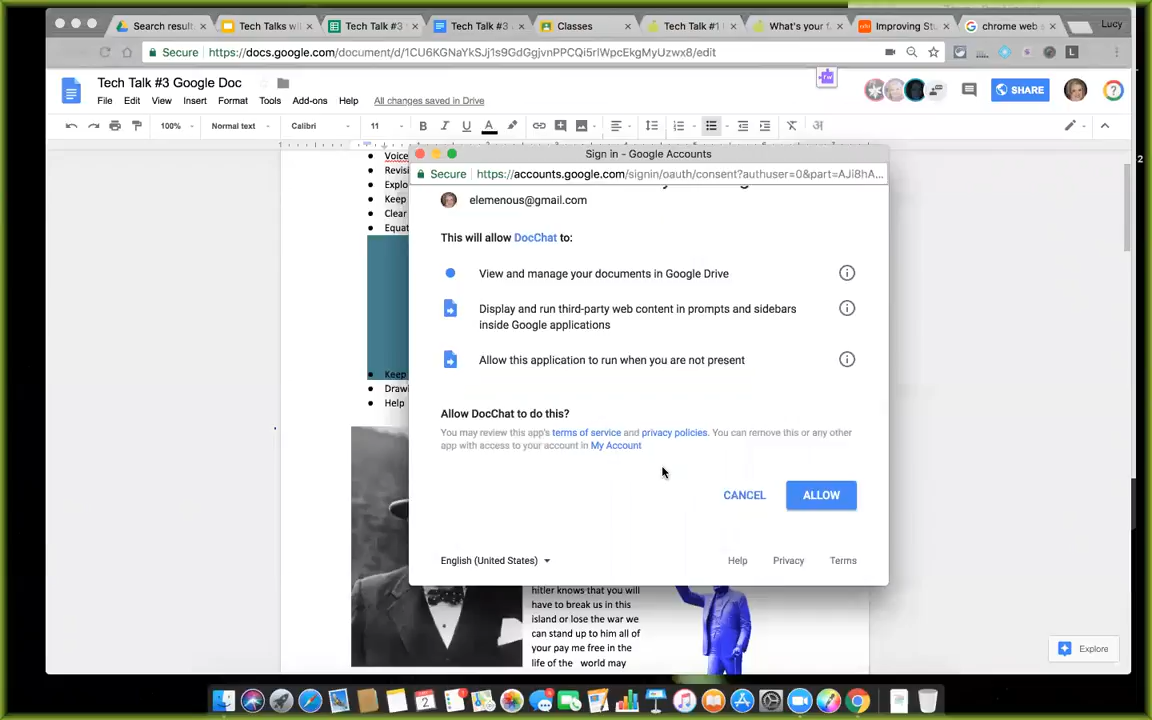 Search result
Tech Talks wi
Tech Talk #3
Tech Talk #3
Classes
Tech Talk #1
What's your f
Improving Stu
chrome web s
Lucy
Secure
https://docs.google.com/document/d/1CU6KGNaYkSJj1s9GdGgjvnPPCQi5rlWpcEkgMyUzwx8/edit
Tech Talk #3 Google Doc
File Edit View Insert Format Tools Add-ons Help All changes saved in Drive
SHARE
100% Normal text Calibri 11
Voice
Revisi
Explo
Keep
Clear
Equat
Keep
Draw
Help
Sign in - Google Accounts
Secure https://accounts.google.com/signin/oauth/consent?authuser=0&part=AJi8hA...
elemenous@gmail.com
This will allow DocChat to:
View and manage your documents in Google Drive
Display and run third-party web content in prompts and sidebars
inside Google applications
Allow this application to run when you are not present
Allow DocChat to do this?
You may review this app's terms of service and privacy policies. You can remove this or any other
app with access to your account in My Account
CANCEL ALLOW
English (United States) Help Privacy Terms
hitler knows that you will
have to break us in this
island or lose the war we
can stand up to him all of
your pay me free in the
life of the world may
Explore
2